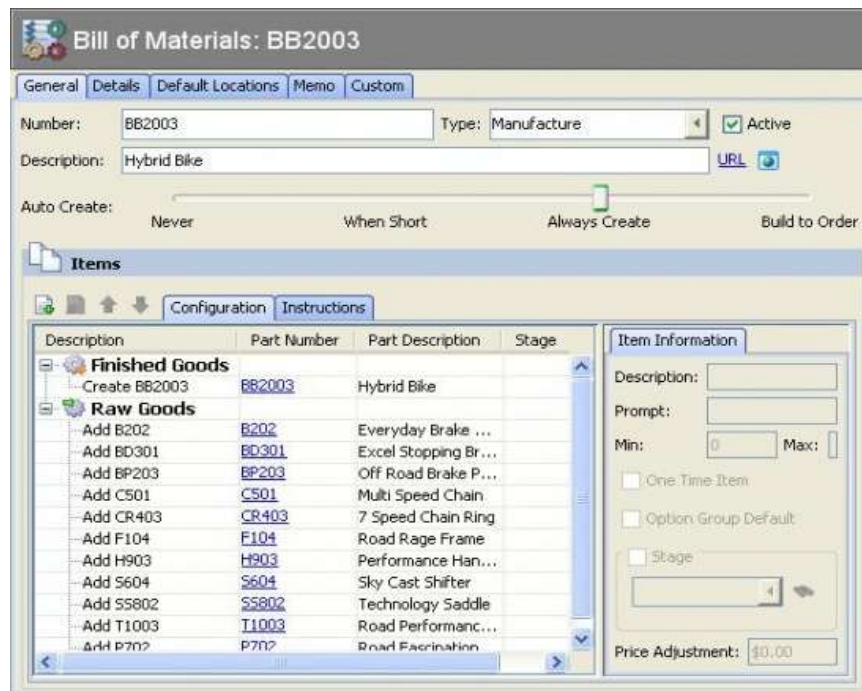 Bill of Materials: BB2003
General Details Default Locations Memo Custom
Number: BB2003 Type: Manufacture Active
Description: Hybrid Bike URL
Auto Create:
Never When Short Always Create Build to Order
Items
Configuration Instructions
Description Part Number Part Description Stage
Finished Goods
Create BB2003 BB2003 Hybrid Bike
Raw Goods
Add B202 B202 Everyday Brake ...
Add BD301 BD301 Excel Stopping Br...
Add BP203 BP203 Off Road Brake P...
Add C501 C501 Multi Speed Chain
Add CR403 CR403 7 Speed Chain Ring
Add F104 F104 Road Rage Frame
Add H903 H903 Performance Han...
Add S604 S604 Sky Cast Shifter
Add SS802 SS802 Technology Saddle
Add T1003 T1003 Road Performanc...
Add P702 P702 Road Fascination
Item Information
Description:
Prompt:
Min: 0 Max:
One Time Item
Option Group Default
Stage
Price Adjustment: $0.00